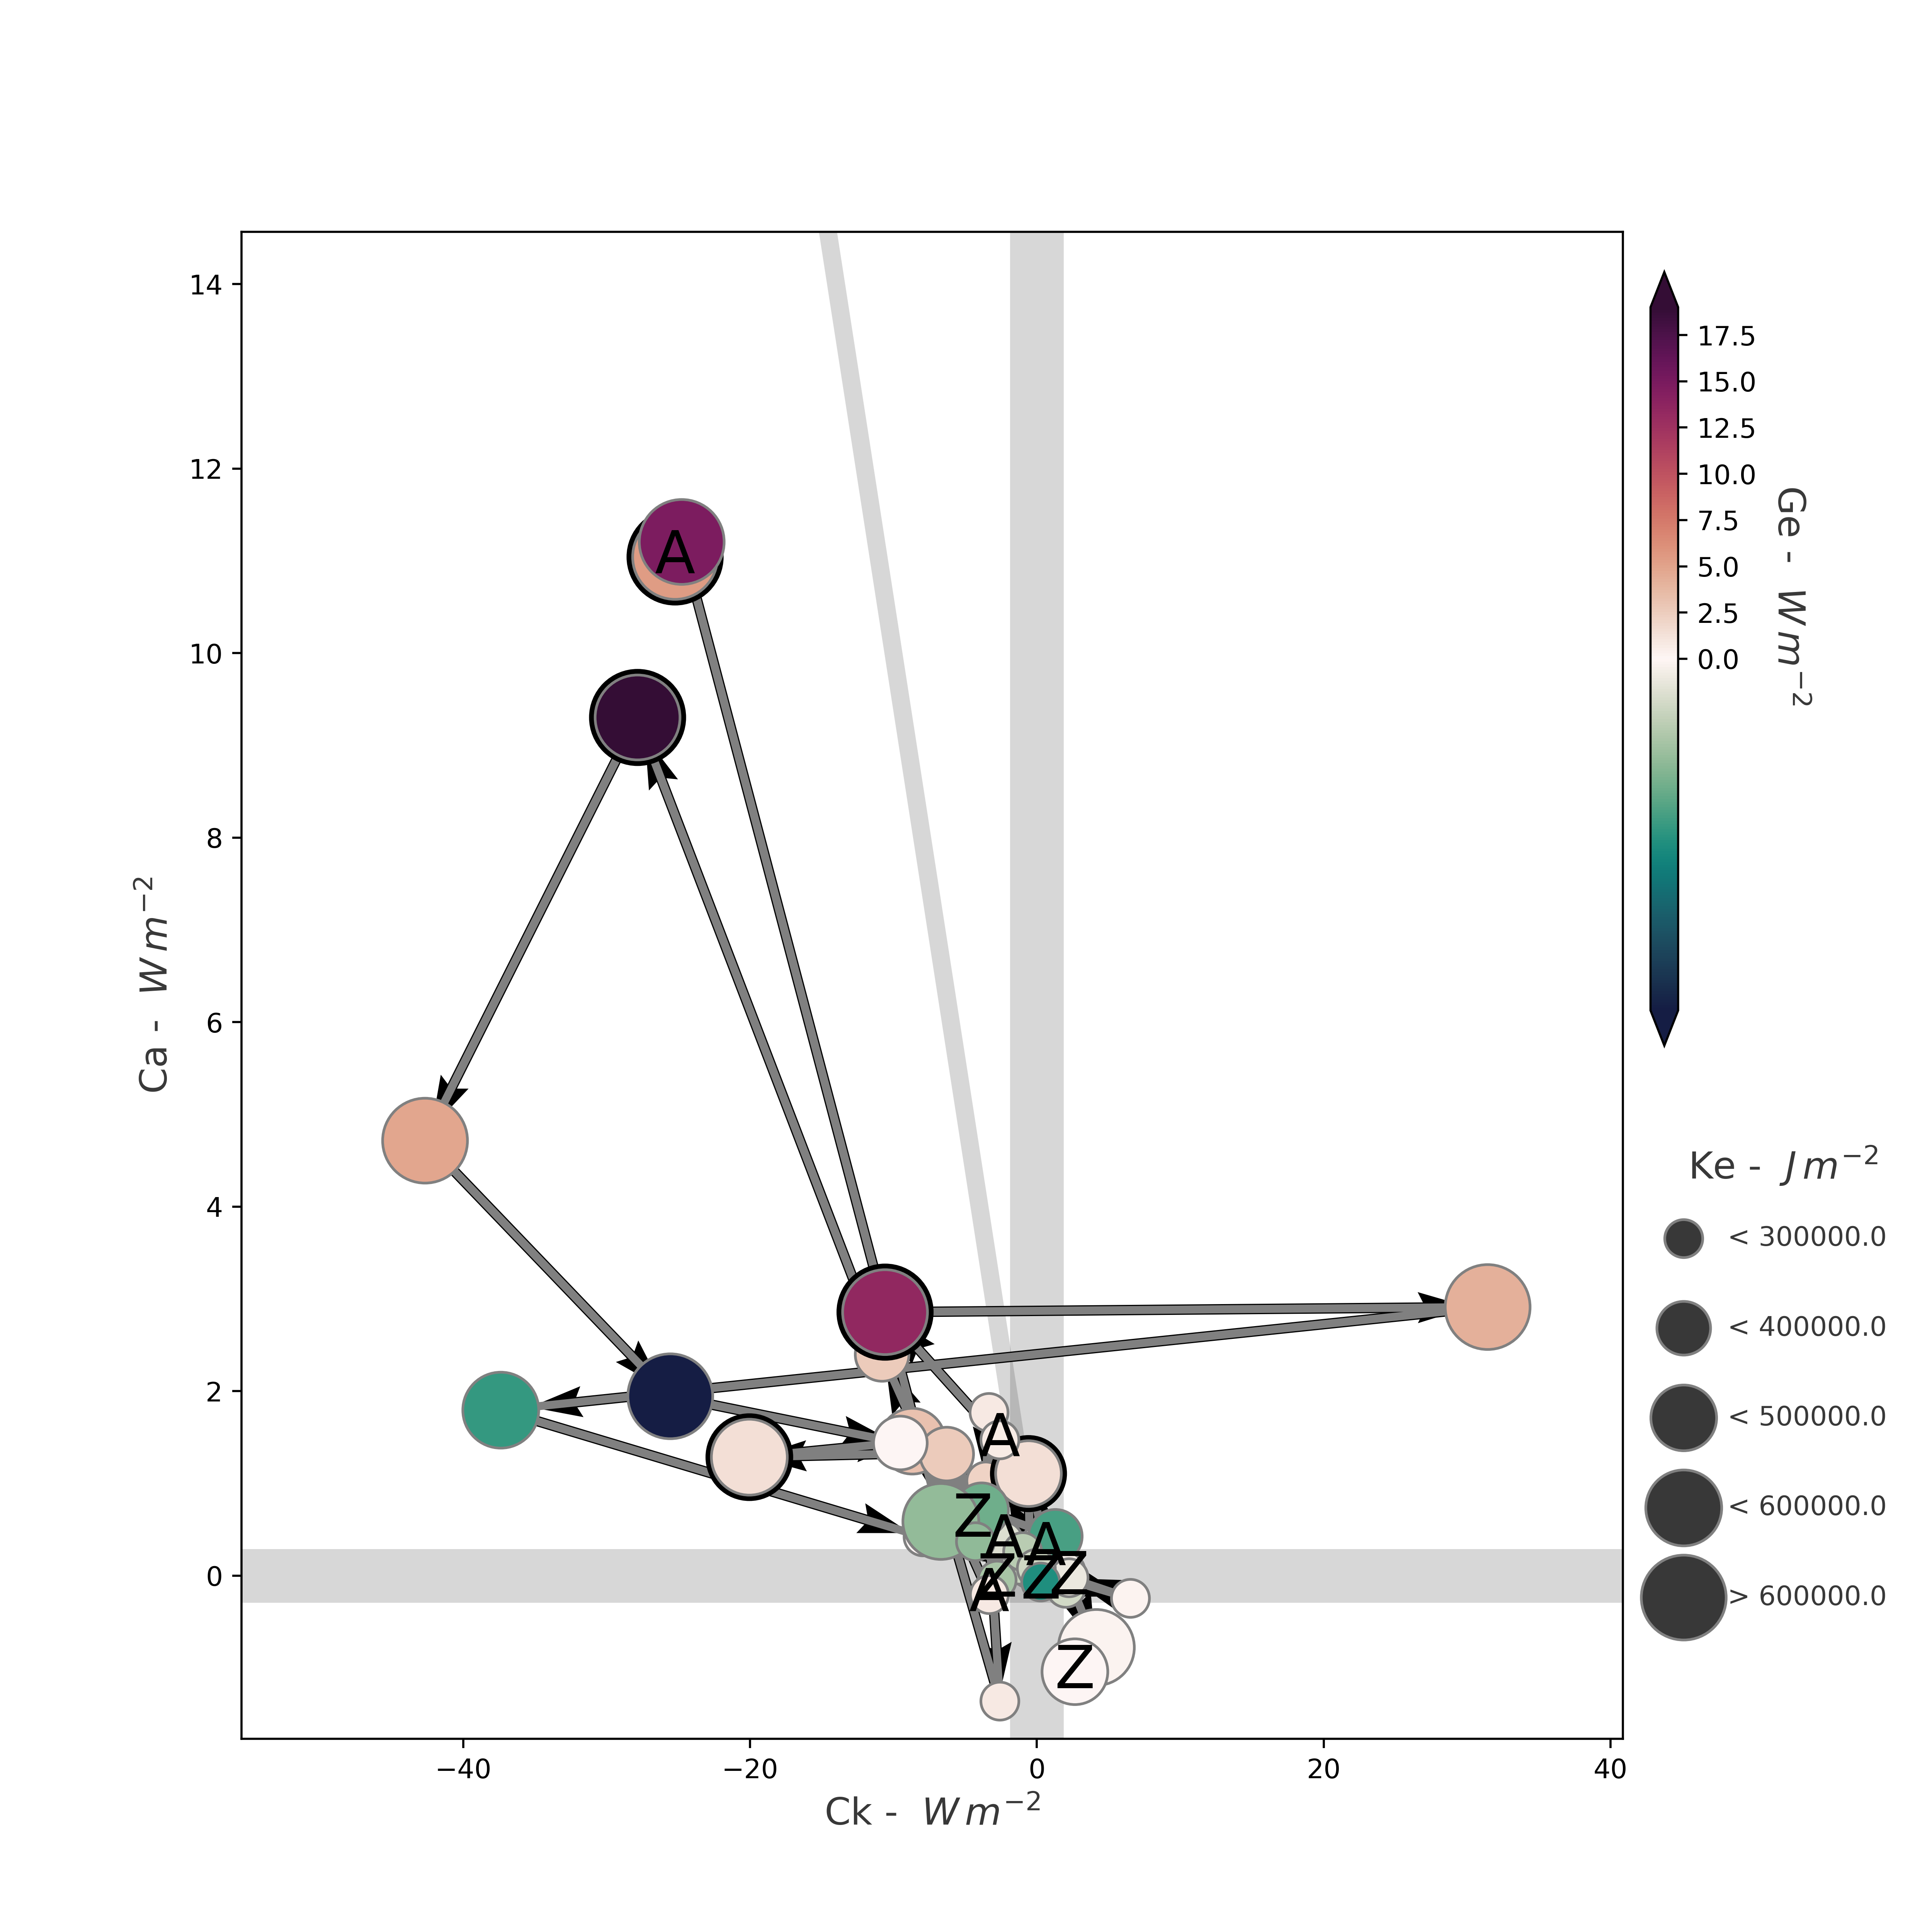 14
12
10
8
6
4
2
0
Ca - W m⁻²
−40
−20
0
20
40
Ck - W m⁻²
A
A
Z
A
A
Z
Z
Z
A
Z
17.5
15.0
12.5
10.0
7.5
5.0
2.5
0.0
Ge - W m⁻²
Ke - J m⁻²
< 300000.0
< 400000.0
< 500000.0
< 600000.0
> 600000.0